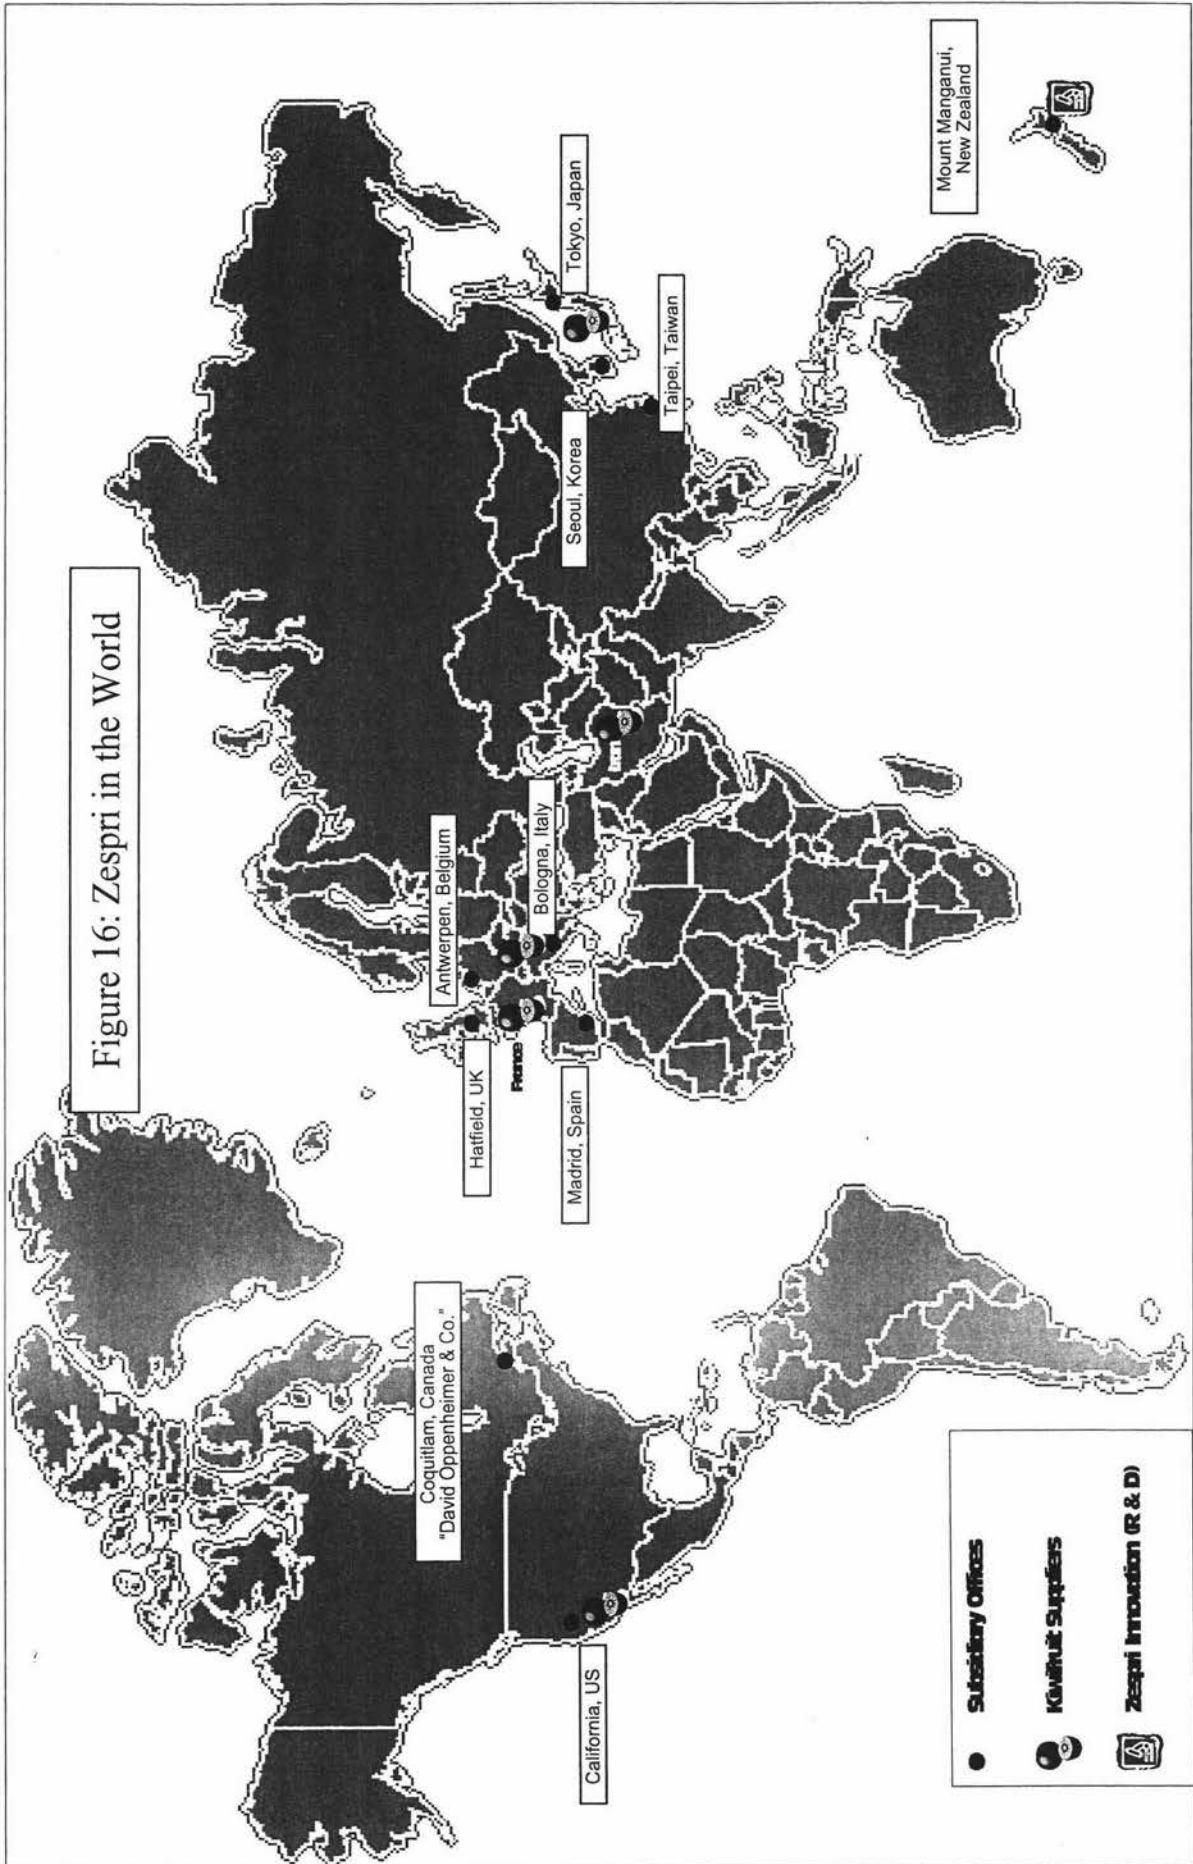 Figure 16: Zespri in the World
Coquitlam, Canada
"David Oppenheimer & Co."
California, US
Hatfield, UK
Antwerpen, Belgium
France
Madrid, Spain
Bologna, Italy
Seoul, Korea
Tokyo, Japan
Taipei, Taiwan
Mount Manganui,
New Zealand
Subsidiary Offices
Kiwifruit Suppliers
Zespri Innovation (R & D)